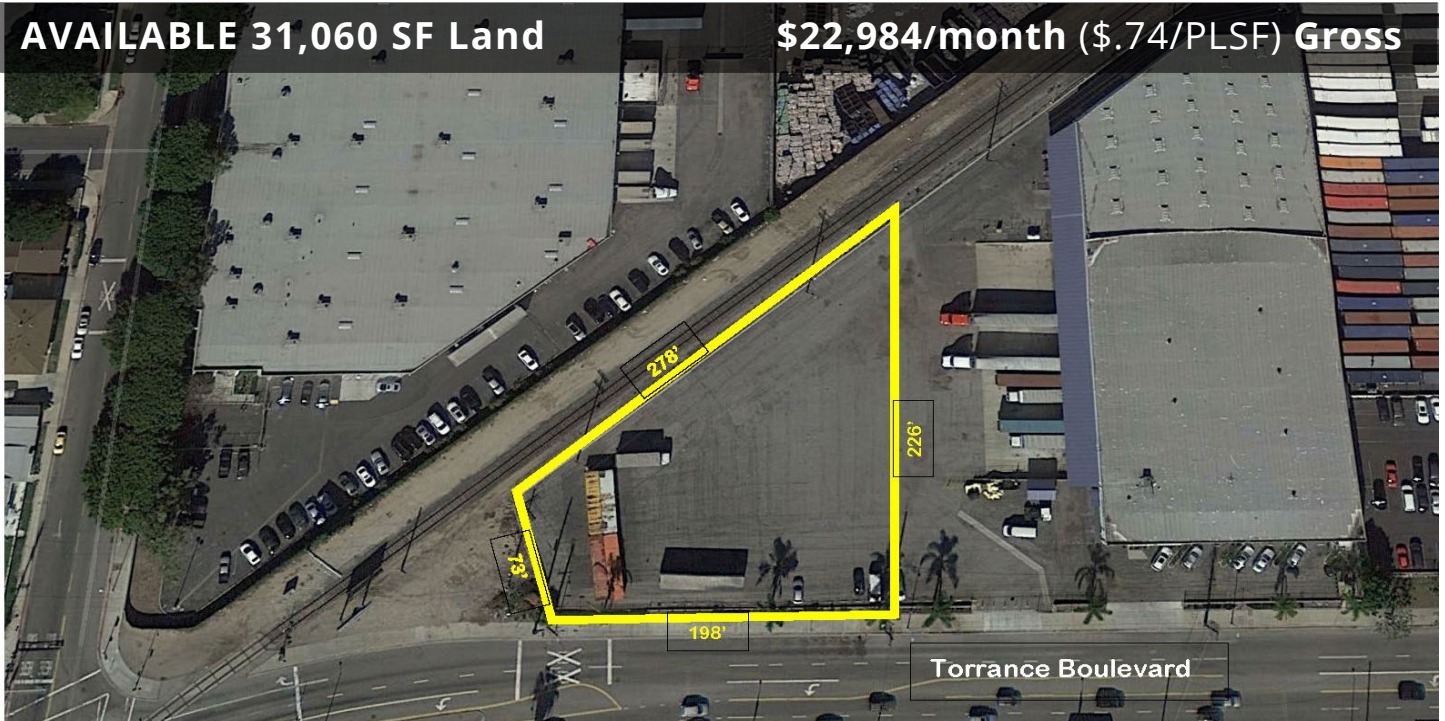 AVAILABLE 31,060 SF Land
$22,984/month ($.74/PLSF) Gross
278'
226'
73'
198'
Torrance Boulevard